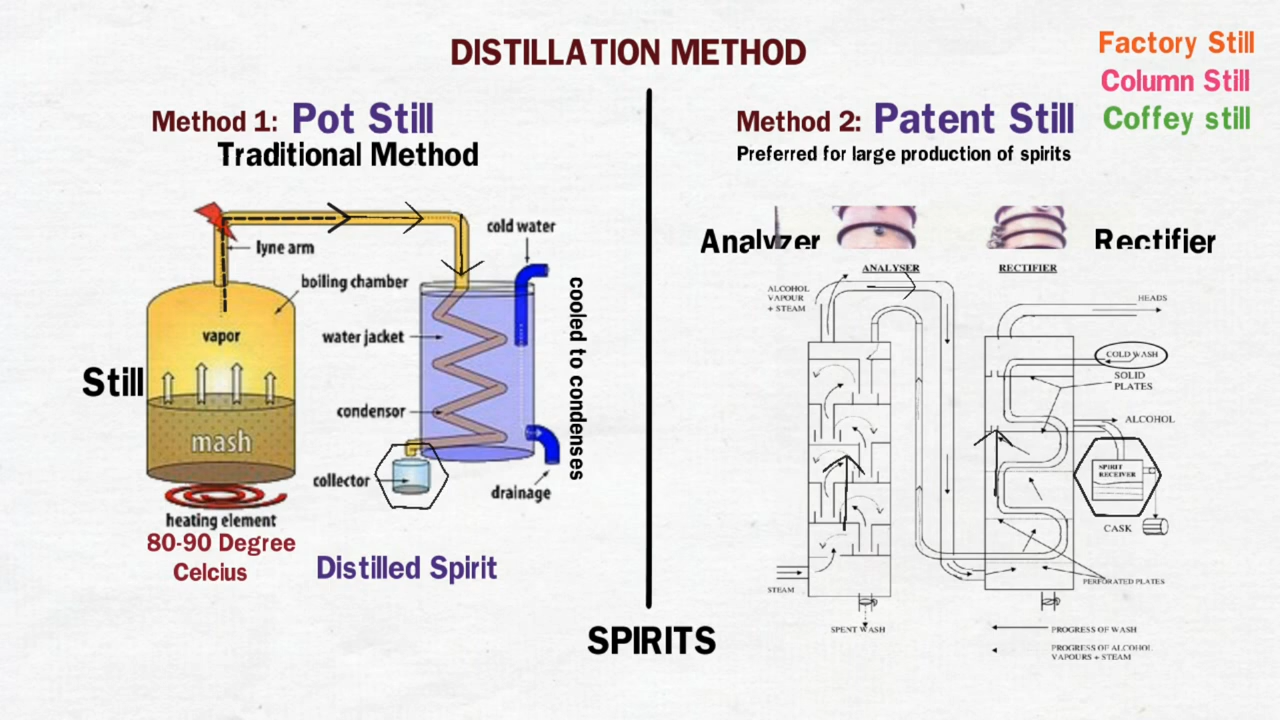 DISTILLATION METHOD
Factory Still
Column Still
Coffey still
Method 1: Pot Still
Traditional Method
lyne arm
boiling chamber
vapor
Still
mash
heating element
80-90 Degree
Celcius
cold water
water jacket
condensor
collector
drainage
cooled to condenses
Distilled Spirit
Method 2: Patent Still
Preferred for large production of spirits
Analyzer
Rectifier
ANALYSER
RECTIFIER
ALCOHOL
VAPOUR
+ STEAM
HEADS
COLD WASH
SOLID
PLATES
ALCOHOL
SPIRIT
RECEIVER
CASK
STEAM
PERFORATED PLATES
SPENT WASH
PROGRESS OF WASH
PROGRESS OF ALCOHOL
VAPOURS + STEAM
SPIRITS